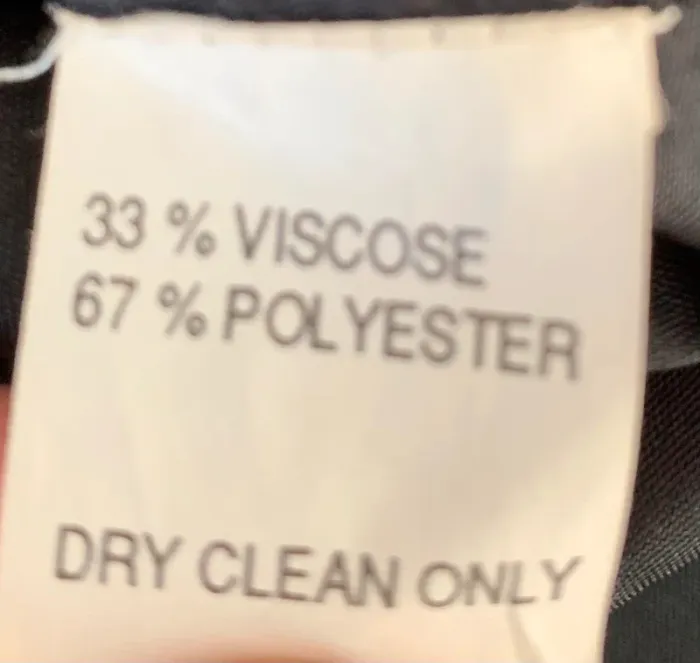 33 % VISCOSE
67 % POLYESTER
DRY CLEAN ONLY